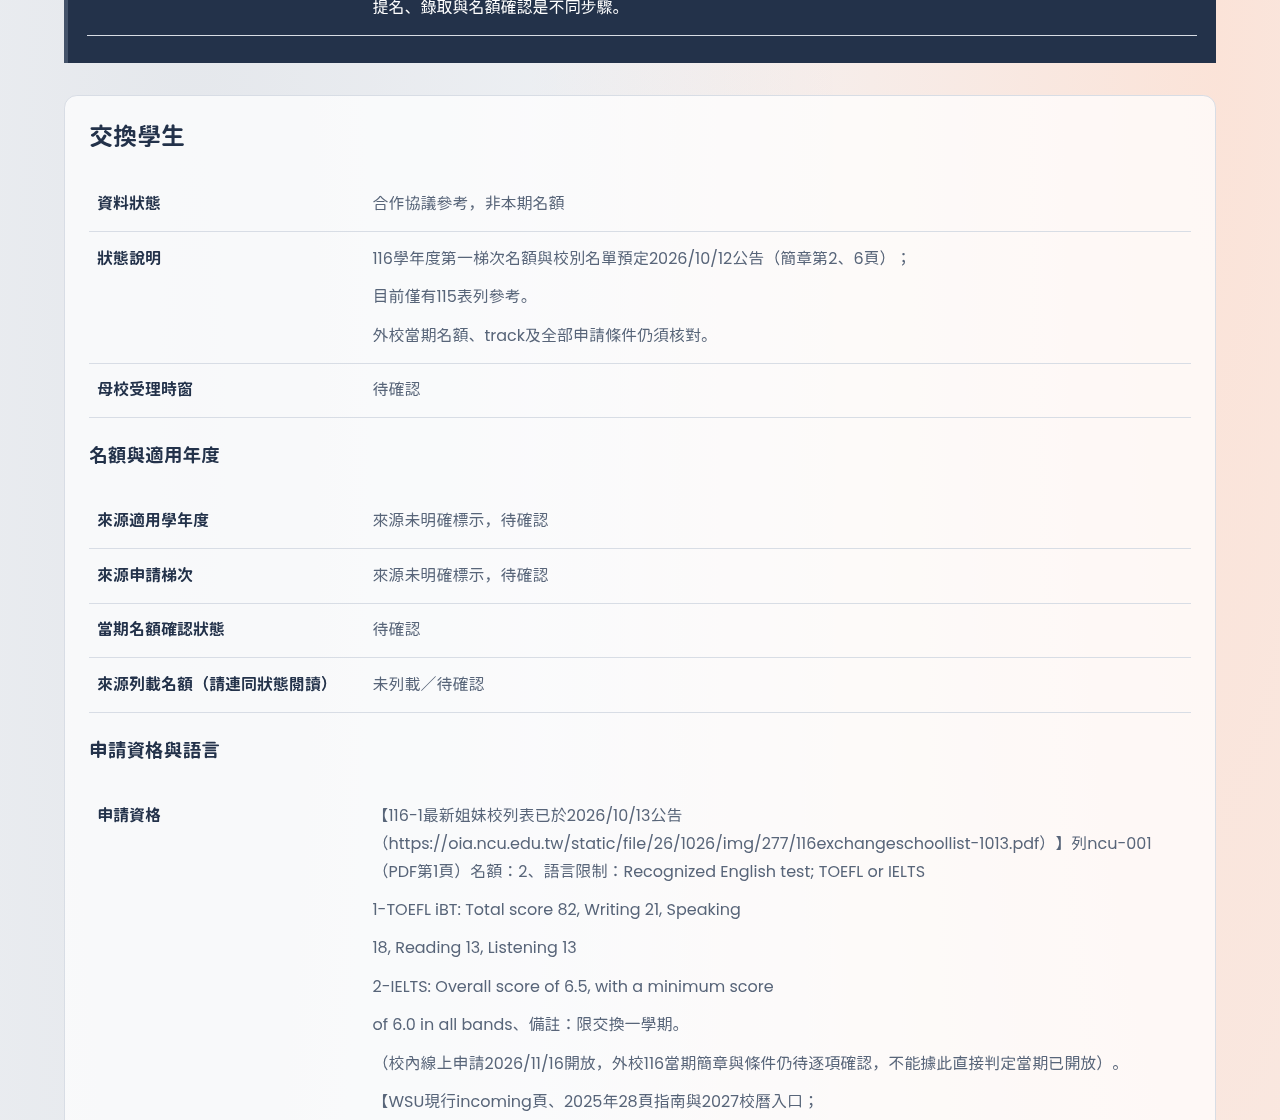 提名、錄取與名額確認是不同步驟。
交換學生
資料狀態
合作協議參考，非本期名額
狀態說明
116學年度第一梯次名額與校別名單預定2026/10/12公告（簡章第2、6頁）；
目前僅有115表列參考。
外校當期名額、track及全部申請條件仍須核對。
母校受理時窗
待確認
名額與適用年度
來源適用學年度
來源未明確標示，待確認
來源申請梯次
來源未明確標示，待確認
當期名額確認狀態
待確認
來源列載名額（請連同狀態閱讀）
未列載／待確認
申請資格與語言
申請資格
【116-1最新姐妹校列表已於2026/10/13公告
（https://oia.ncu.edu.tw/static/file/26/1026/img/277/116exchangeschoollist-1013.pdf）】列ncu-001
（PDF第1頁）名額：2、語言限制：Recognized English test; TOEFL or IELTS
1-TOEFL iBT: Total score 82, Writing 21, Speaking
18, Reading 13, Listening 13
2-IELTS: Overall score of 6.5, with a minimum score
of 6.0 in all bands、備註：限交換一學期。
（校內線上申請2026/11/16開放，外校116當期簡章與條件仍待逐項確認，不能據此直接判定當期已開放）。
【WSU現行incoming頁、2025年28頁指南與2027校曆入口；